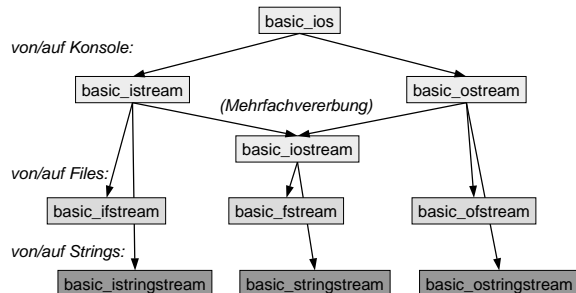 basic_ios
von/auf Konsole:
basic_istream
basic_ostream
(Mehrfachvererbung)
basic_iostream
von/auf Files:
basic_ifstream
basic_fstream
basic_ofstream
von/auf Strings:
basic_istringstream
basic_stringstream
basic_ostringstream